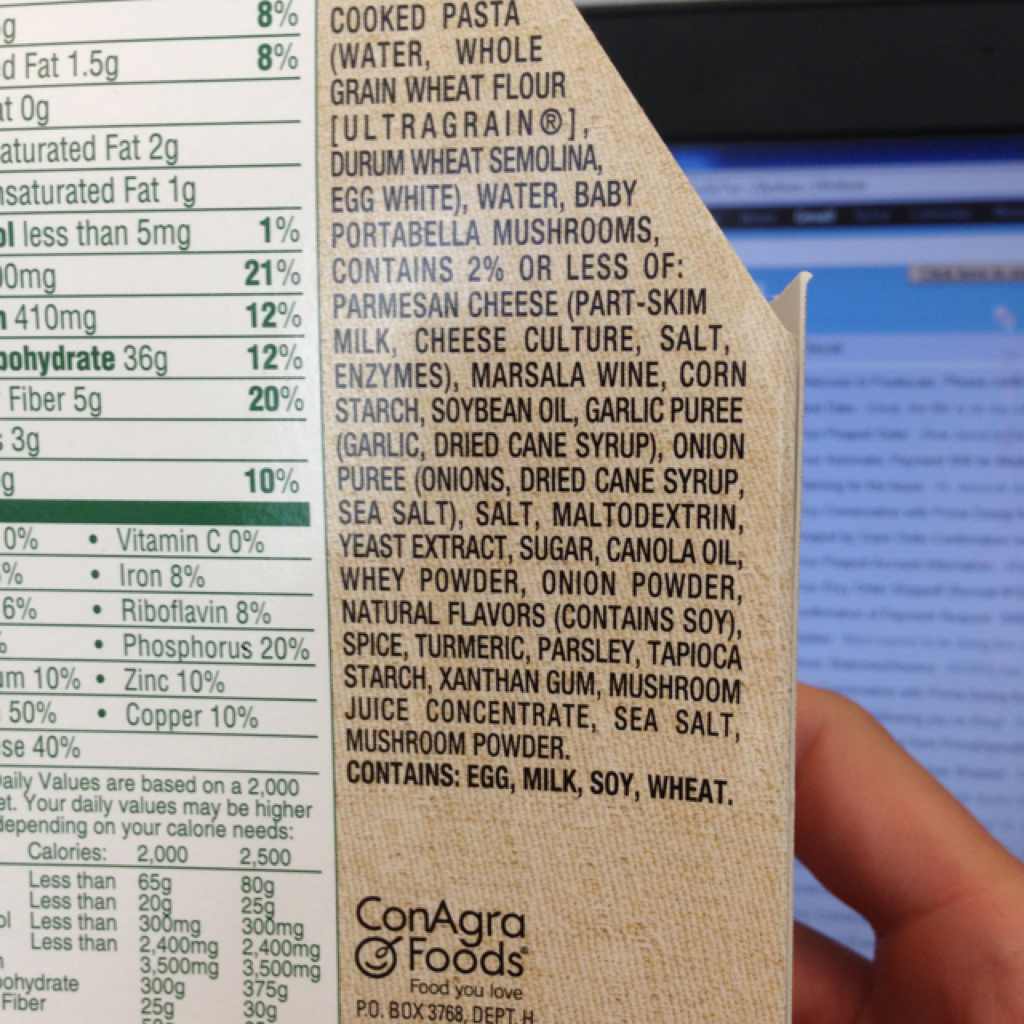 g 8%
d Fat 1.5g 8%
at 0g
aturated Fat 2g
nsaturated Fat 1g
ol less than 5mg 1%
0mg 21%
410mg 12%
bohydrate 36g 12%
Fiber 5g 20%
s 3g
g 10%
0% • Vitamin C 0%
% • Iron 8%
6% • Riboflavin 8%
% • Phosphorus 20%
um 10% • Zinc 10%
50% • Copper 10%
se 40%
Daily Values are based on a 2,000
et. Your daily values may be higher
depending on your calorie needs:
Calories: 2,000 2,500
Less than 65g 80g
Less than 20g 25g
ol Less than 300mg 300mg
Less than 2,400mg 2,400mg
3,500mg 3,500mg
bohydrate 300g 375g
Fiber 25g 30g
COOKED PASTA
(WATER, WHOLE
GRAIN WHEAT FLOUR
[ULTRAGRAIN®],
DURUM WHEAT SEMOLINA,
EGG WHITE), WATER, BABY
PORTABELLA MUSHROOMS,
CONTAINS 2% OR LESS OF:
PARMESAN CHEESE (PART-SKIM
MILK, CHEESE CULTURE, SALT,
ENZYMES), MARSALA WINE, CORN
STARCH, SOYBEAN OIL, GARLIC PUREE
(GARLIC, DRIED CANE SYRUP), ONION
PUREE (ONIONS, DRIED CANE SYRUP,
SEA SALT), SALT, MALTODEXTRIN,
YEAST EXTRACT, SUGAR, CANOLA OIL,
WHEY POWDER, ONION POWDER,
NATURAL FLAVORS (CONTAINS SOY),
SPICE, TURMERIC, PARSLEY, TAPIOCA
STARCH, XANTHAN GUM, MUSHROOM
JUICE CONCENTRATE, SEA SALT,
MUSHROOM POWDER.
CONTAINS: EGG, MILK, SOY, WHEAT.
ConAgra
Foods®
Food you love
P.O. BOX 3768, DEPT. H